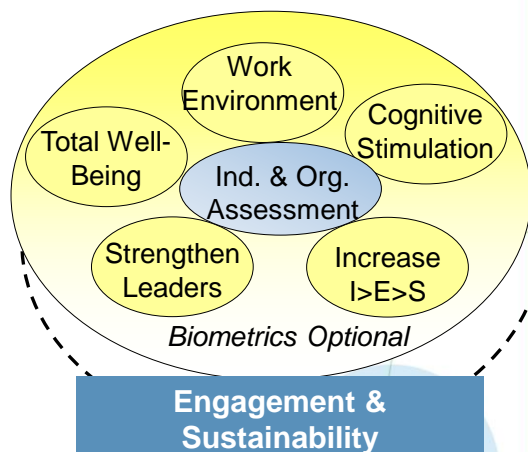 Work
Environment
Cognitive
Stimulation
Total Well-
Being
Ind. & Org.
Assessment
Strengthen
Leaders
Increase
I>E>S
Biometrics Optional
Engagement &
Sustainability